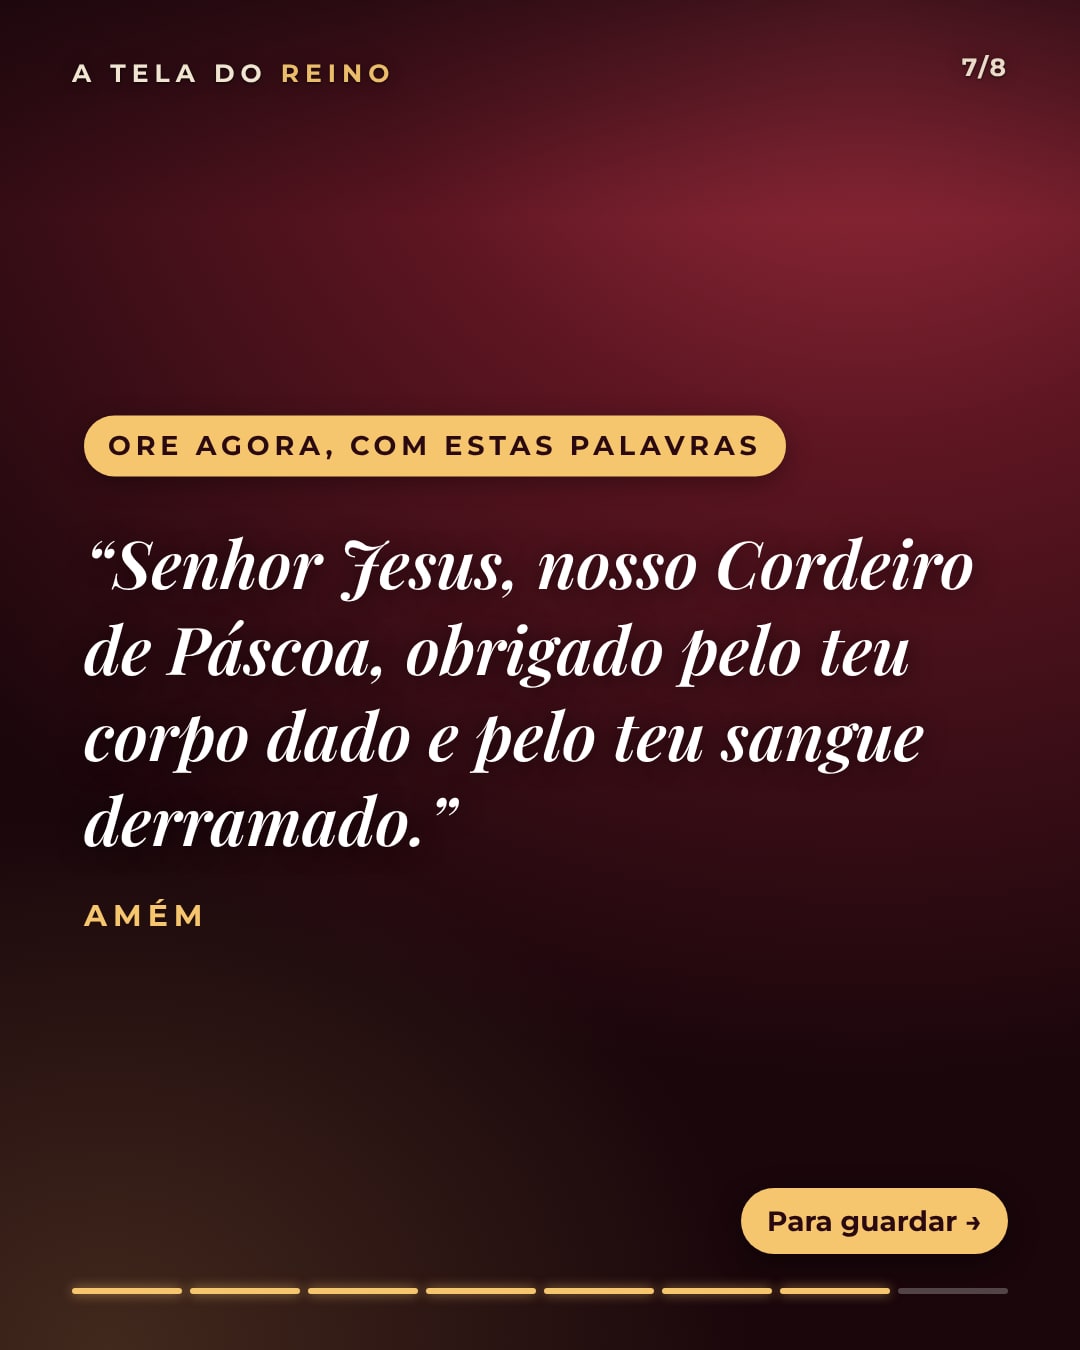 A TELA DO REINO
7/8
ORE AGORA, COM ESTAS PALAVRAS
“Senhor Jesus, nosso Cordeiro
de Páscoa, obrigado pelo teu
corpo dado e pelo teu sangue
derramado.”
AMÉM
Para guardar →